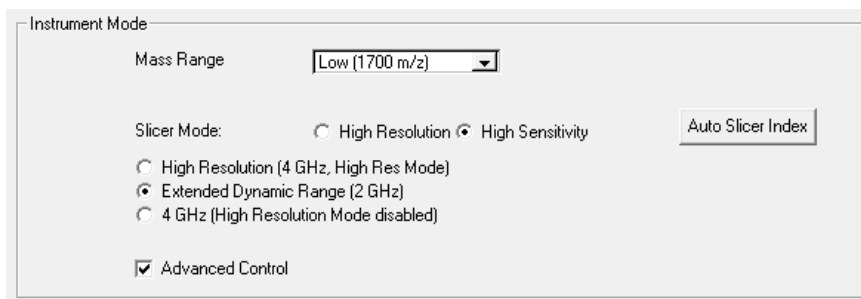 Instrument Mode
Mass Range Low (1700 m/z)
Slicer Mode: High Resolution High Sensitivity Auto Slicer Index
High Resolution (4 GHz, High Res Mode)
Extended Dynamic Range (2 GHz)
4 GHz (High Resolution Mode disabled)
Advanced Control